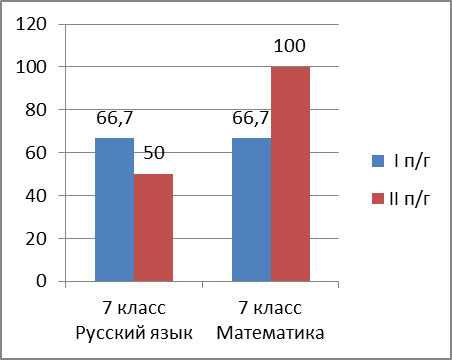 120
100
80
60
40
20
0
66,7
50
66,7
100
7 класс
Русский язык
7 класс
Математика
I п/г
II п/г